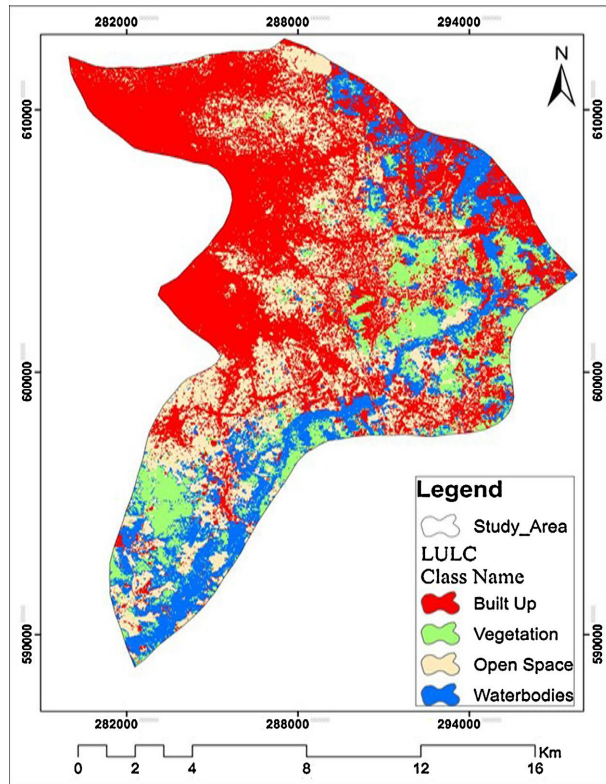 282000 288000 294000
N
610000 610000
600000 600000
590000 590000
Legend
Study_Area
LULC
Class Name
Built Up
Vegetation
Open Space
Waterbodies
282000 288000 294000
Km
0 2 4 8 12 16